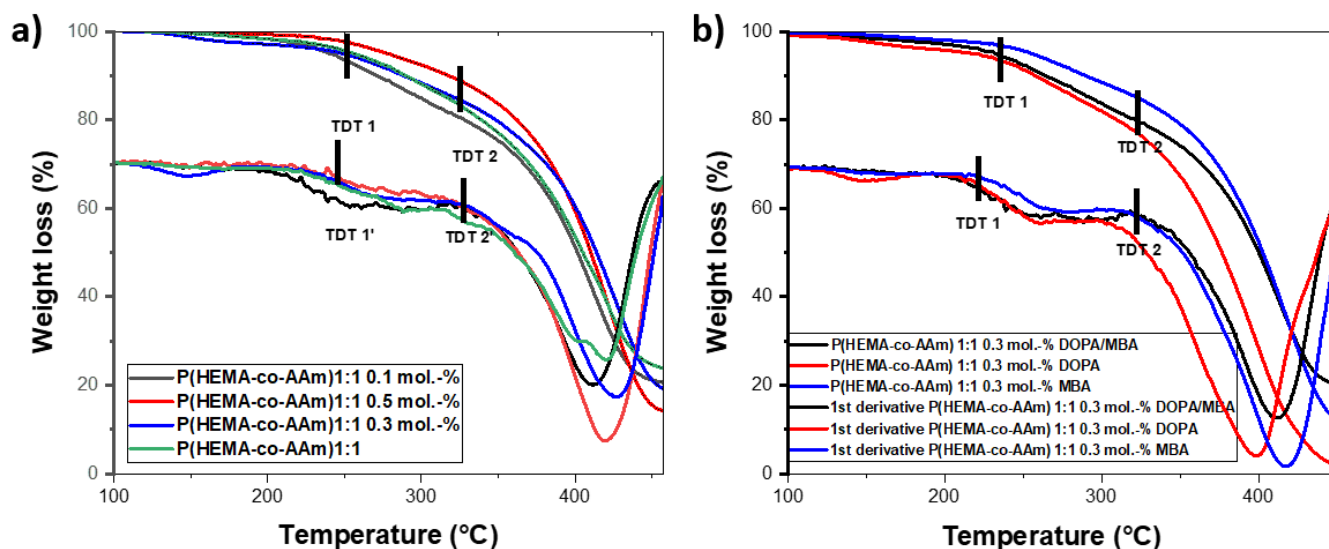 a)
100
80
60
40
20
0
Weight loss (%)
TDT 1
TDT 2
TDT 1'
TDT 2'
P(HEMA-co-AAm)1:1 0.1 mol.-%
P(HEMA-co-AAm)1:1 0.5 mol.-%
P(HEMA-co-AAm)1:1 0.3 mol.-%
P(HEMA-co-AAm)1:1
100 200 300 400
Temperature (°C)
b)
100
80
60
40
20
0
Weight loss (%)
TDT 1
TDT 2
TDT 1
TDT 2
P(HEMA-co-AAm) 1:1 0.3 mol.-% DOPA/MBA
P(HEMA-co-AAm) 1:1 0.3 mol.-% DOPA
P(HEMA-co-AAm) 1:1 0.3 mol.-% MBA
1st derivative P(HEMA-co-AAm) 1:1 0.3 mol.-% DOPA/MBA
1st derivative P(HEMA-co-AAm) 1:1 0.3 mol.-% DOPA
1st derivative P(HEMA-co-AAm) 1:1 0.3 mol.-% MBA
100 200 300 400
Temperature (°C)